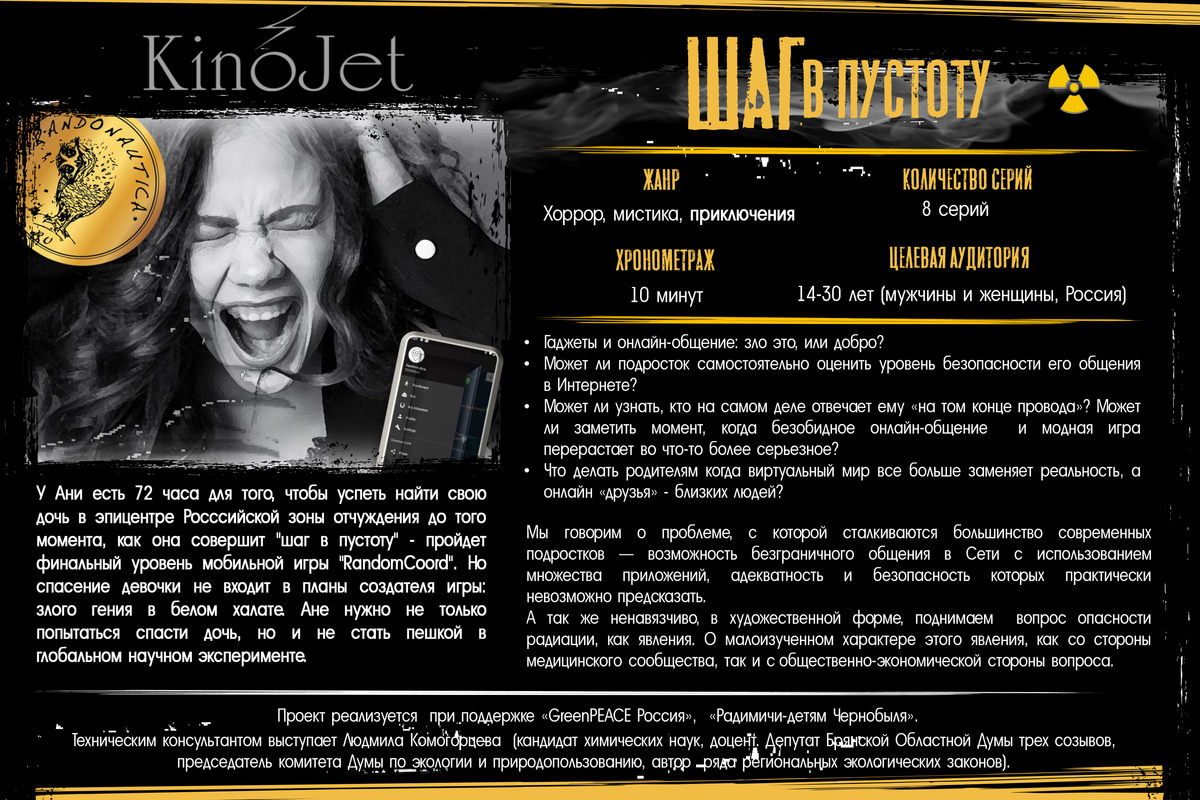 KinoJet
RANDONAUTICA
ШАГ В ПУСТОТУ
ЖАНР
Хоррор, мистика, приключения
КОЛИЧЕСТВО СЕРИЙ
8 серий
ХРОНОМЕТРАЖ
10 минут
ЦЕЛЕВАЯ АУДИТОРИЯ
14-30 лет (мужчины и женщины, Россия)
У Ани есть 72 часа для того, чтобы успеть найти свою
дочь в эпицентре Росссийской зоны отчуждения до того
момента, как она совершит "шаг в пустоту" - пройдет
финальный уровень мобильной игры "RandomCoord". Но
спасение девочки не входит в планы создателя игры:
злого гения в белом халате. Ане нужно не только
попытаться спасти дочь, но и не стать пешкой в
глобальном научном эксперименте.
• Гаджеты и онлайн-общение: зло это, или добро?
• Может ли подросток самостоятельно оценить уровень безопасности его общения
в Интернете?
• Может ли узнать, кто на самом деле отвечает ему «на том конце провода»? Может
ли заметить момент, когда безобидное онлайн-общение и модная игра
перерастает во что-то более серьезное?
• Что делать родителям когда виртуальный мир все больше заменяет реальность, а
онлайн «друзья» - близких людей?
Мы говорим о проблеме, с которой сталкиваются большинство современных
подростков — возможность безграничного общения в Сети с использованием
множества приложений, адекватность и безопасность которых практически
невозможно предсказать.
А так же ненавязчиво, в художественной форме, поднимаем вопрос опасности
радиации, как явления. О малоизученном характере этого явления, как со стороны
медицинского сообщества, так и с общественно-экономической стороны вопроса.
Проект реализуется при поддержке «GreenPEACE Россия», «Радимичи-детям Чернобыля».
Техническим консультантом выступает Людмила Комогорцева (кандидат химических наук, доцент. Депутат Брянской Областной Думы трех созывов,
председатель комитета Думы по экологии и природопользованию, автор ряда региональных экологических законов).